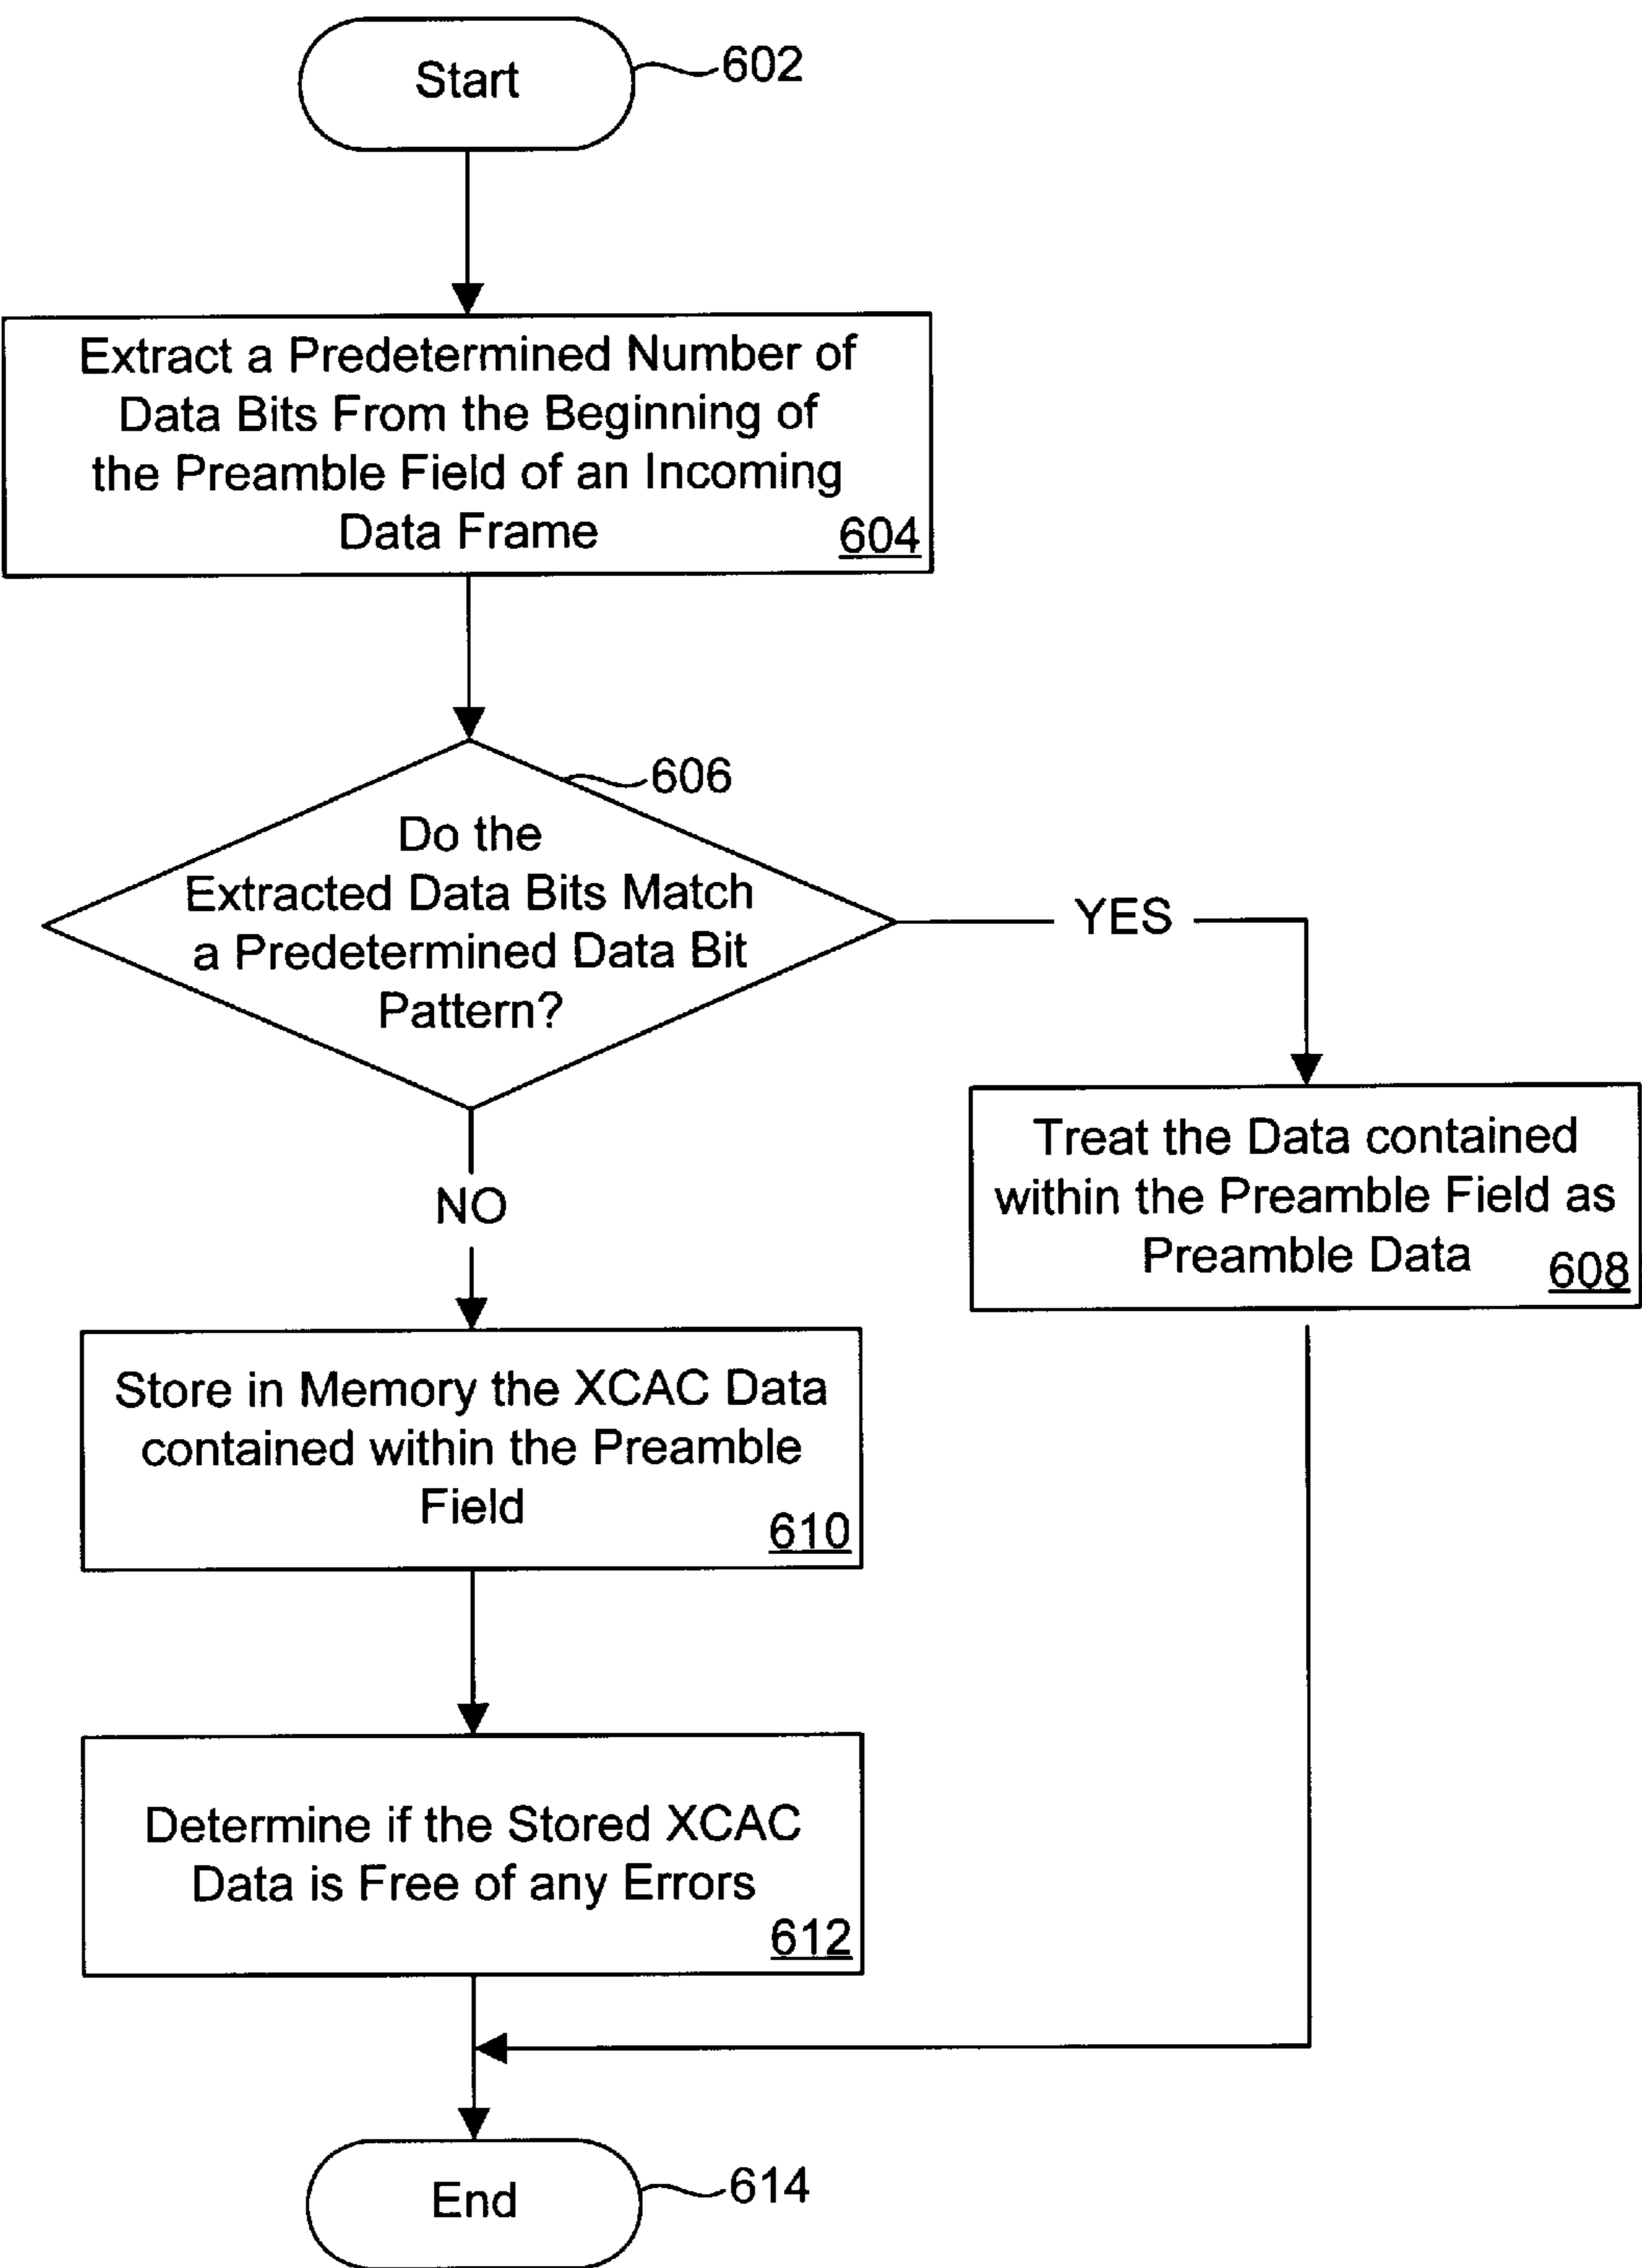 Start
602
Extract a Predetermined Number of
Data Bits From the Beginning of
the Preamble Field of an Incoming
Data Frame
604
606
Do the
Extracted Data Bits Match
a Predetermined Data Bit
Pattern?
YES
NO
Treat the Data contained
within the Preamble Field as
Preamble Data
608
Store in Memory the XCAC Data
contained within the Preamble
Field
610
Determine if the Stored XCAC
Data is Free of any Errors
612
End
614